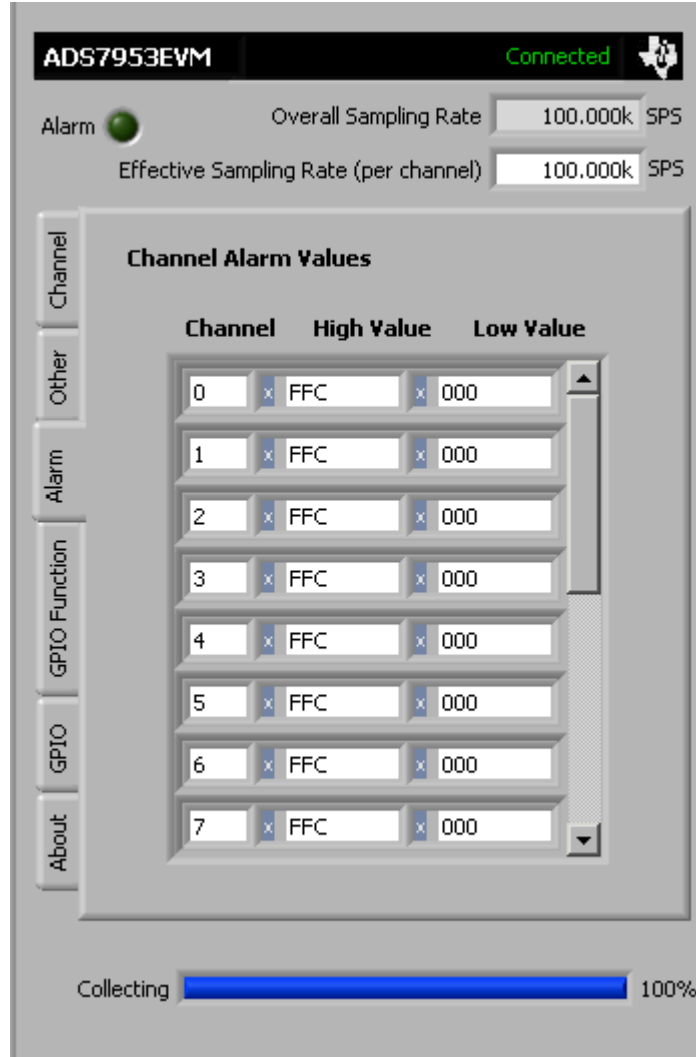 ADS7953EVM Connected
Alarm Overall Sampling Rate 100.000k SPS
Effective Sampling Rate (per channel) 100.000k SPS
Channel
Other
Alarm
GPIO Function
GPIO
About
Channel Alarm Values
Channel High Value Low Value
0 x FFC x 000
1 x FFC x 000
2 x FFC x 000
3 x FFC x 000
4 x FFC x 000
5 x FFC x 000
6 x FFC x 000
7 x FFC x 000
Collecting 100%